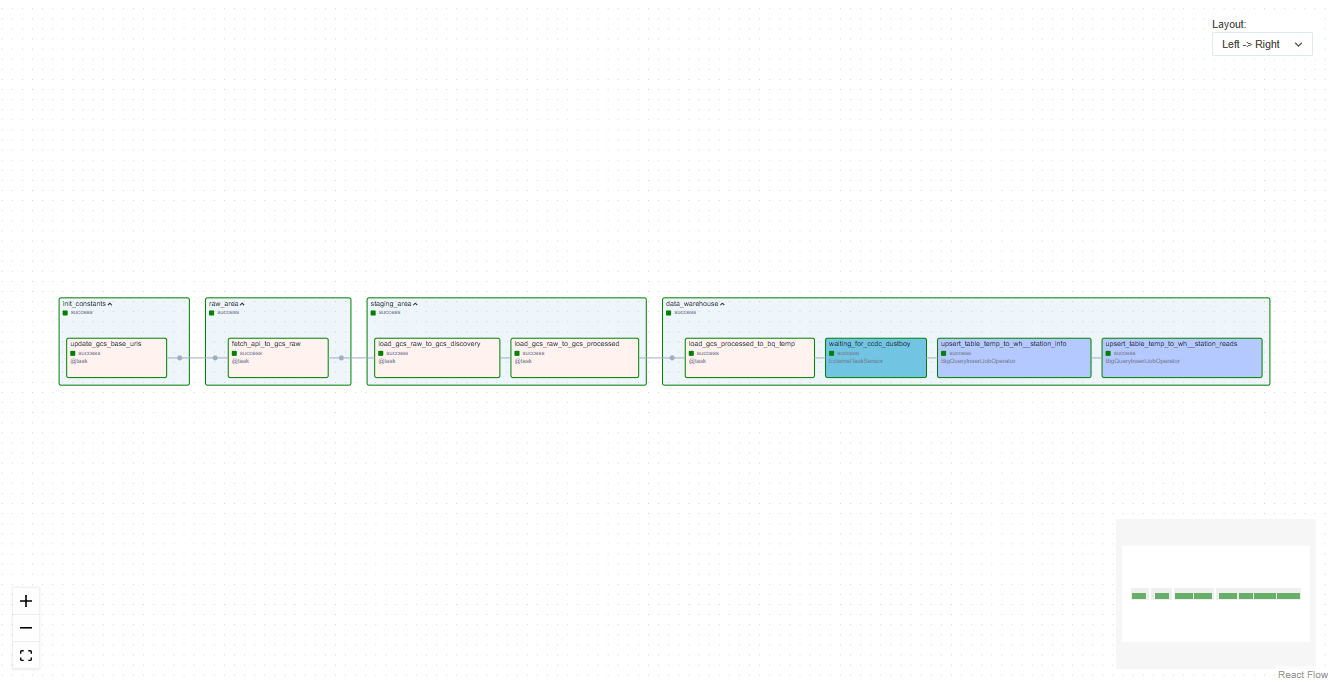 Layout:
Left -> Right
init_constants
success
update_gcs_base_urls
success
@task
raw_area
success
fetch_api_to_gcs_raw
success
@task
staging_area
success
load_gcs_raw_to_gcs_discovery
success
@task
load_gcs_raw_to_gcs_processed
success
@task
data_warehouse
success
load_gcs_processed_to_bq_temp
success
@task
waiting_for_ccdc_dustboy
success
ExternalTaskSensor
upsert_table_temp_to_wh__station_info
success
BigQueryInsertJobOperator
upsert_table_temp_to_wh__station_reads
success
BigQueryInsertJobOperator
React Flow